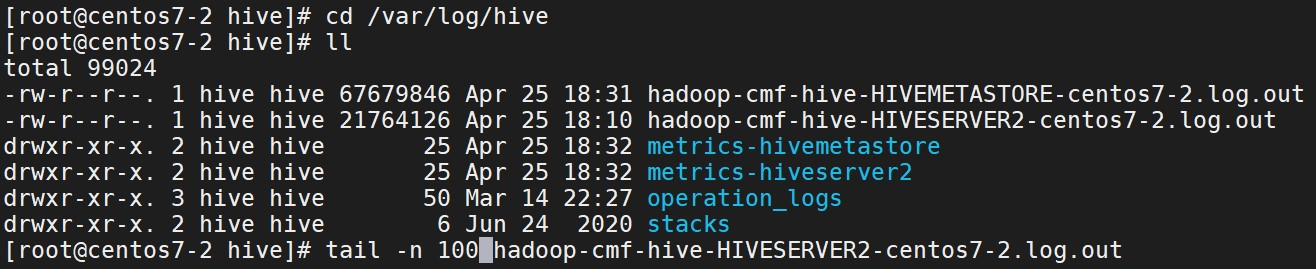 [root@centos7-2 hive]# cd /var/log/hive
[root@centos7-2 hive]# ll
total 99024
-rw-r--r--. 1 hive hive 67679846 Apr 25 18:31 hadoop-cmf-hive-HIVEMETASTORE-centos7-2.log.out
-rw-r--r--. 1 hive hive 21764126 Apr 25 18:10 hadoop-cmf-hive-HIVESERVER2-centos7-2.log.out
drwxr-xr-x. 2 hive hive       25 Apr 25 18:32 metrics-hivemetastore
drwxr-xr-x. 2 hive hive       25 Apr 25 18:32 metrics-hiveserver2
drwxr-xr-x. 3 hive hive       50 Mar 14 22:27 operation_logs
drwxr-xr-x. 2 hive hive        6 Jun 24  2020 stacks
[root@centos7-2 hive]# tail -n 100 hadoop-cmf-hive-HIVESERVER2-centos7-2.log.out